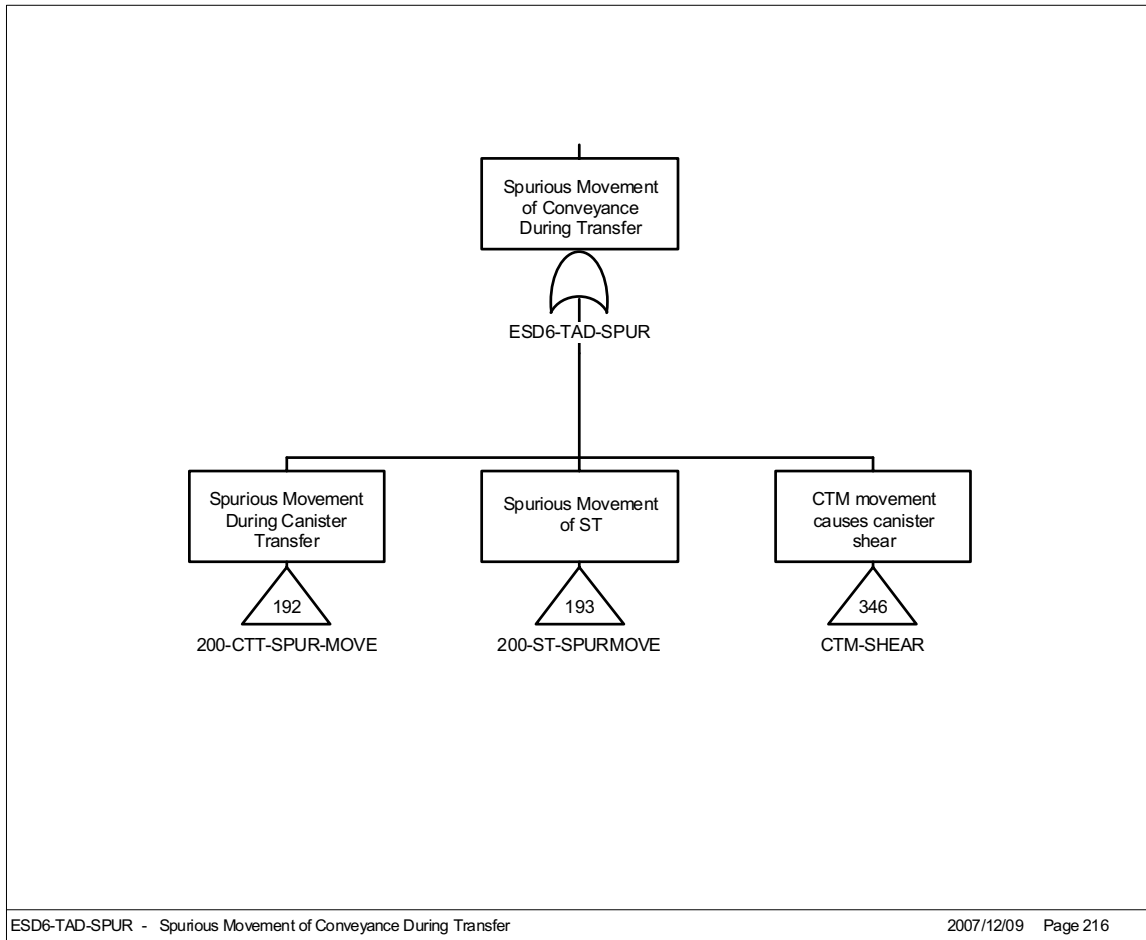 Spurious Movement
of Conveyance
During Transfer
ESD6-TAD-SPUR
Spurious Movement
During Canister
Transfer
192
200-CTT-SPUR-MOVE
Spurious Movement
of ST
193
200-ST-SPURMOVE
CTM movement
causes canister
shear
346
CTM-SHEAR
ESD6-TAD-SPUR - Spurious Movement of Conveyance During Transfer
2007/12/09 Page 216